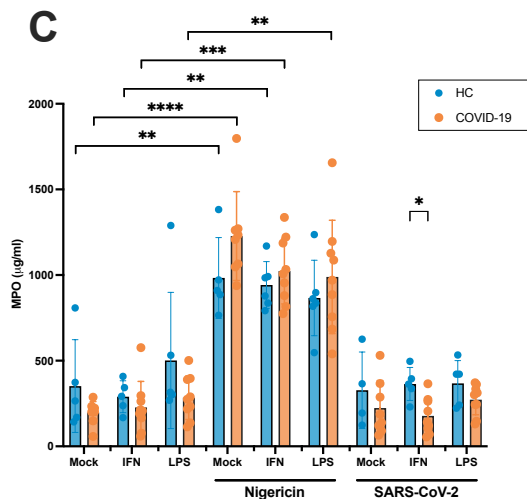 C
**
***
**
****
**
HC
COVID-19
*
MPO (µg/ml)
2000
1500
1000
500
0
Mock IFN LPS Mock IFN LPS Mock IFN LPS
Nigericin SARS-CoV-2